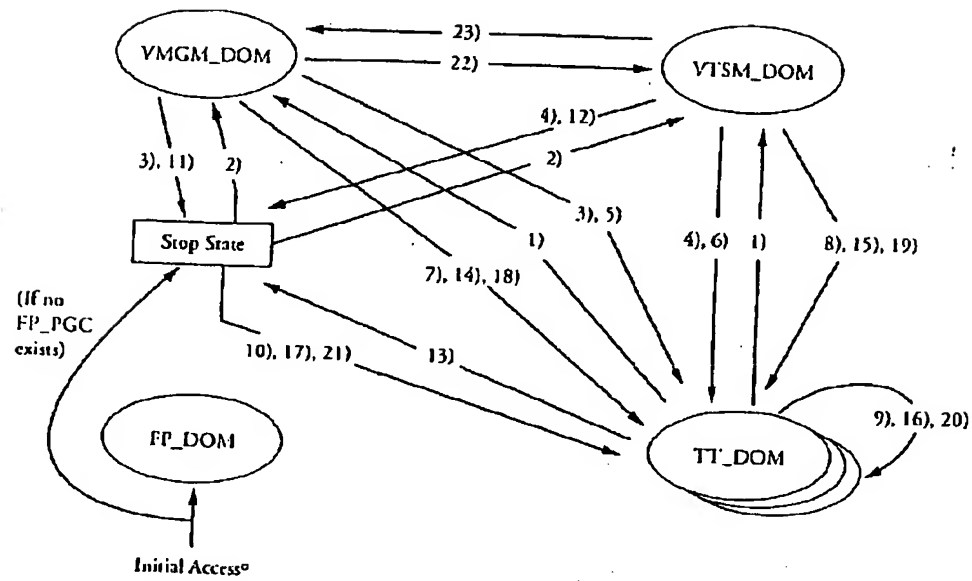 23)
VMGM_DOM
22)
VTSM_DOM
4), 12)
3), 11)
2)
2)
3), 5)
Stop State
1)
4), 6)
1)
8), 15), 19)
7), 14), 18)
(If no
FP_PGC
exists)
10), 17), 21)
13)
9), 16), 20)
FP_DOM
TT_DOM
Initial Access